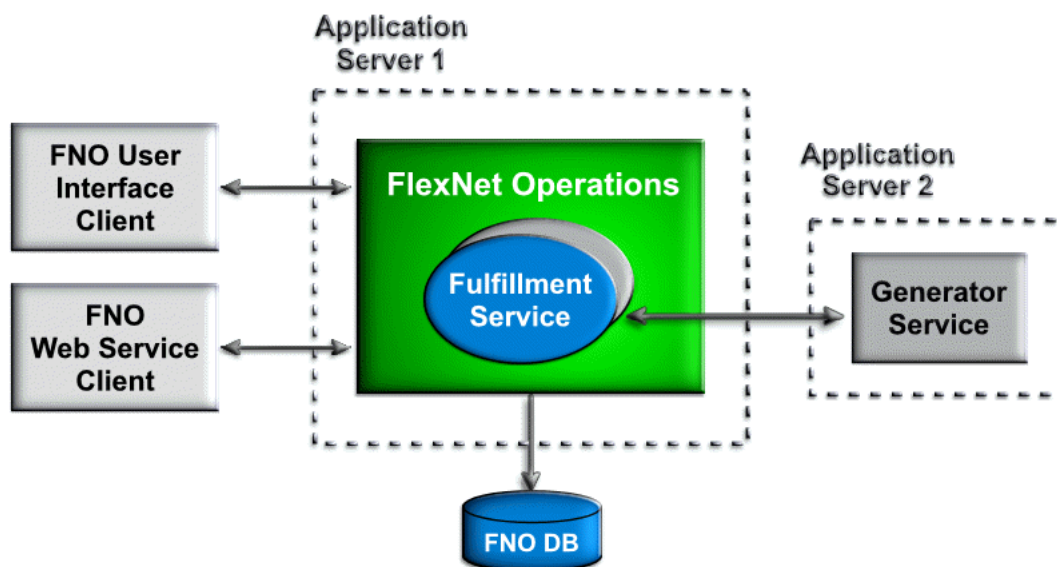 Application
Server 1
FNO User
Interface
Client
FlexNet Operations
Application
Server 2
Fulfillment
Service
Generator
Service
FNO
Web Service
Client
FNO DB